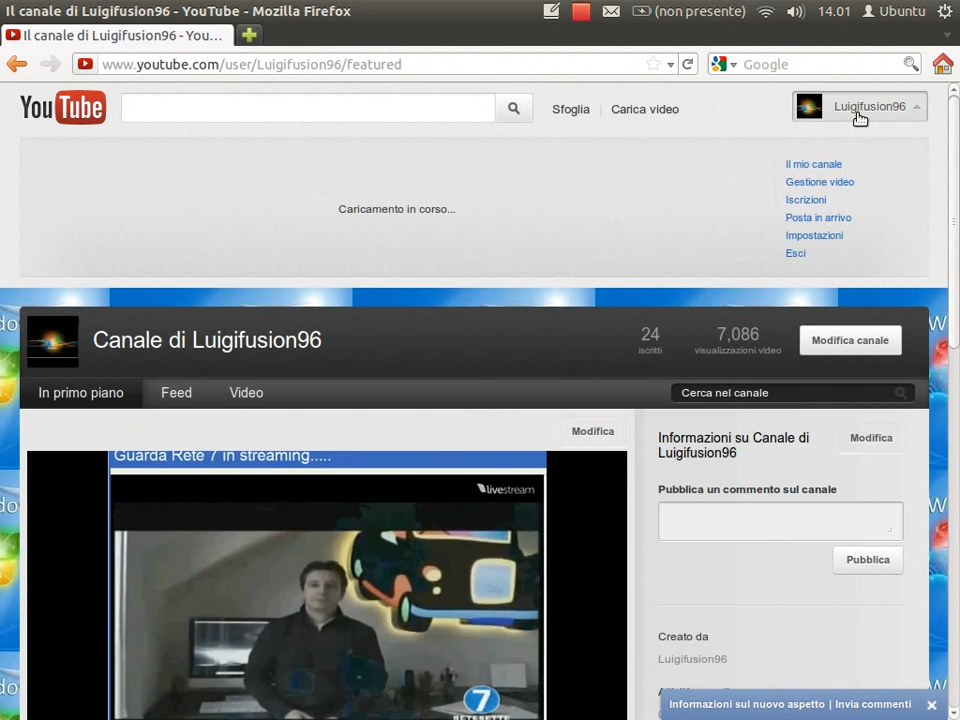 Il canale di Luigifusion96 - YouTube - Mozilla Firefox
(non presente)
14.01
Ubuntu
Il canale di Luigifusion96 - You...
www.youtube.com/user/Luigifusion96/featured
Google
YouTube
Sfoglia | Carica video
Luigifusion96
Caricamento in corso...
Il mio canale
Gestione video
Iscrizioni
Posta in arrivo
Impostazioni
Esci
Canale di Luigifusion96
24
iscritti
7,086
visualizzazioni video
Modifica canale
In primo piano
Feed
Video
Cerca nel canale
Modifica
Guarda Rete 7 in streaming.....
livestream
7
RETESETTE
Informazioni su Canale di
Luigifusion96
Modifica
Pubblica un commento sul canale
Pubblica
Creato da
Luigifusion96
Informazioni sul nuovo aspetto | Invia commenti